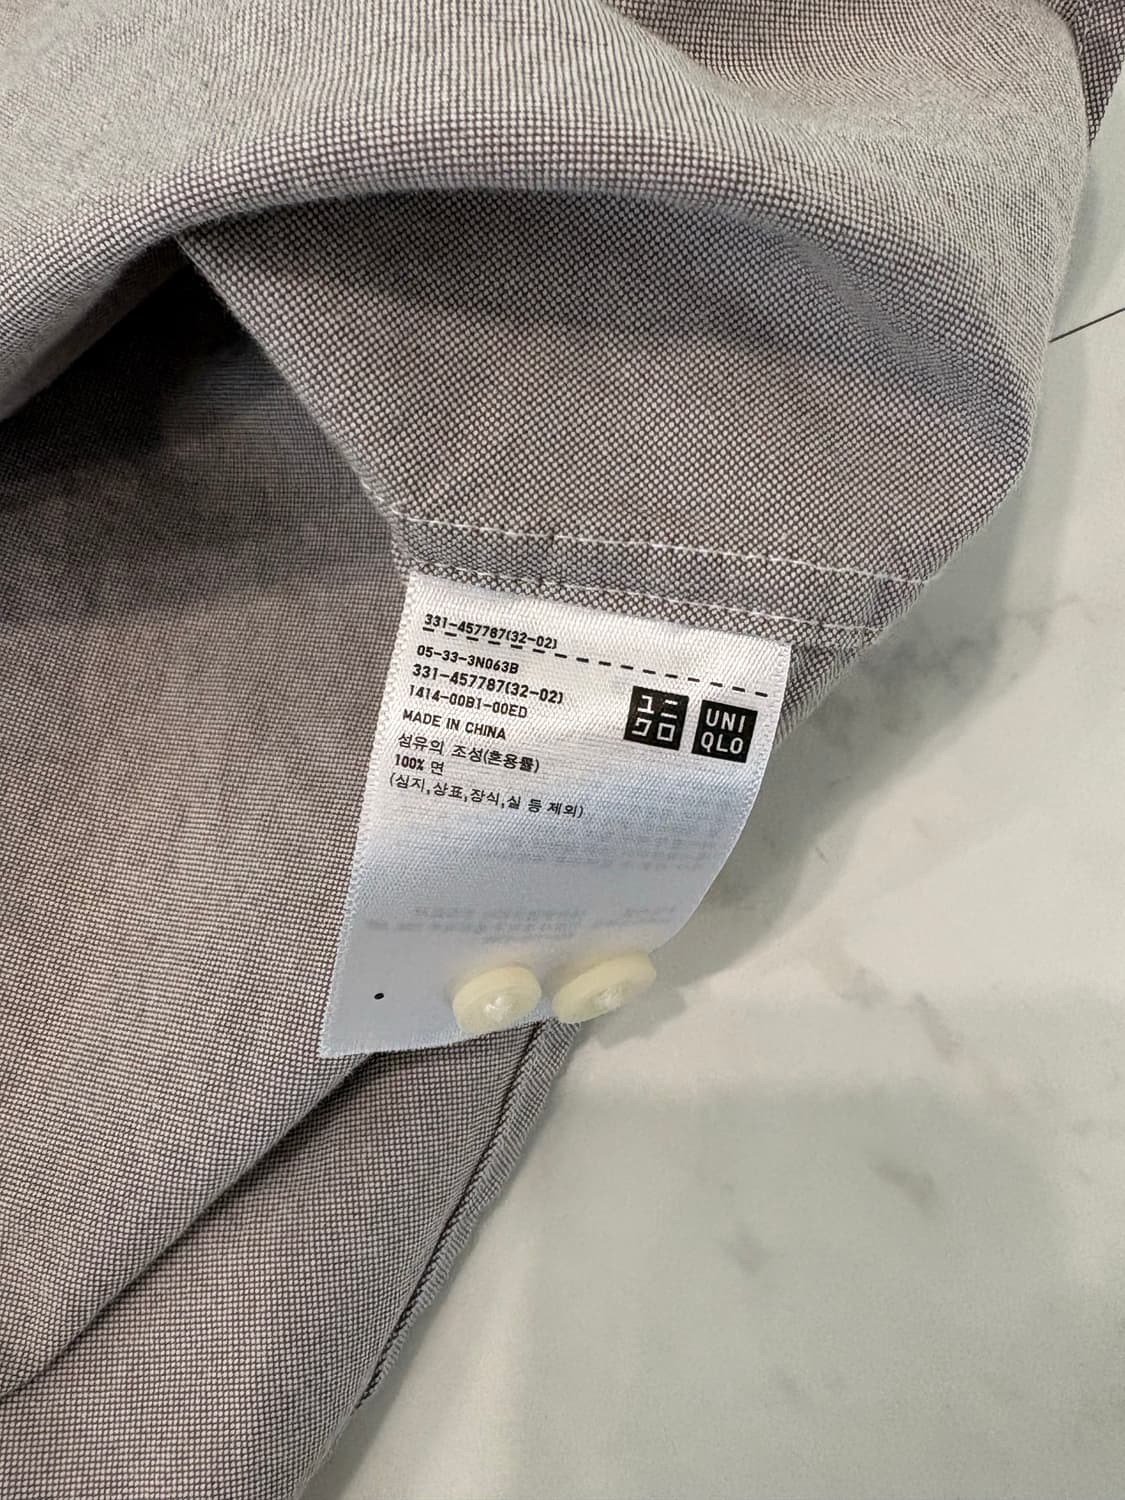 331-457787(32-02)
05-33-3N063B
331-457787(32-02)
1414-00B1-00ED
MADE IN CHINA
섬유의 조성(혼용률)
100% 면
(심지,상표,장식,실 등 제외)
ユニ
クロ
UNI
QLO